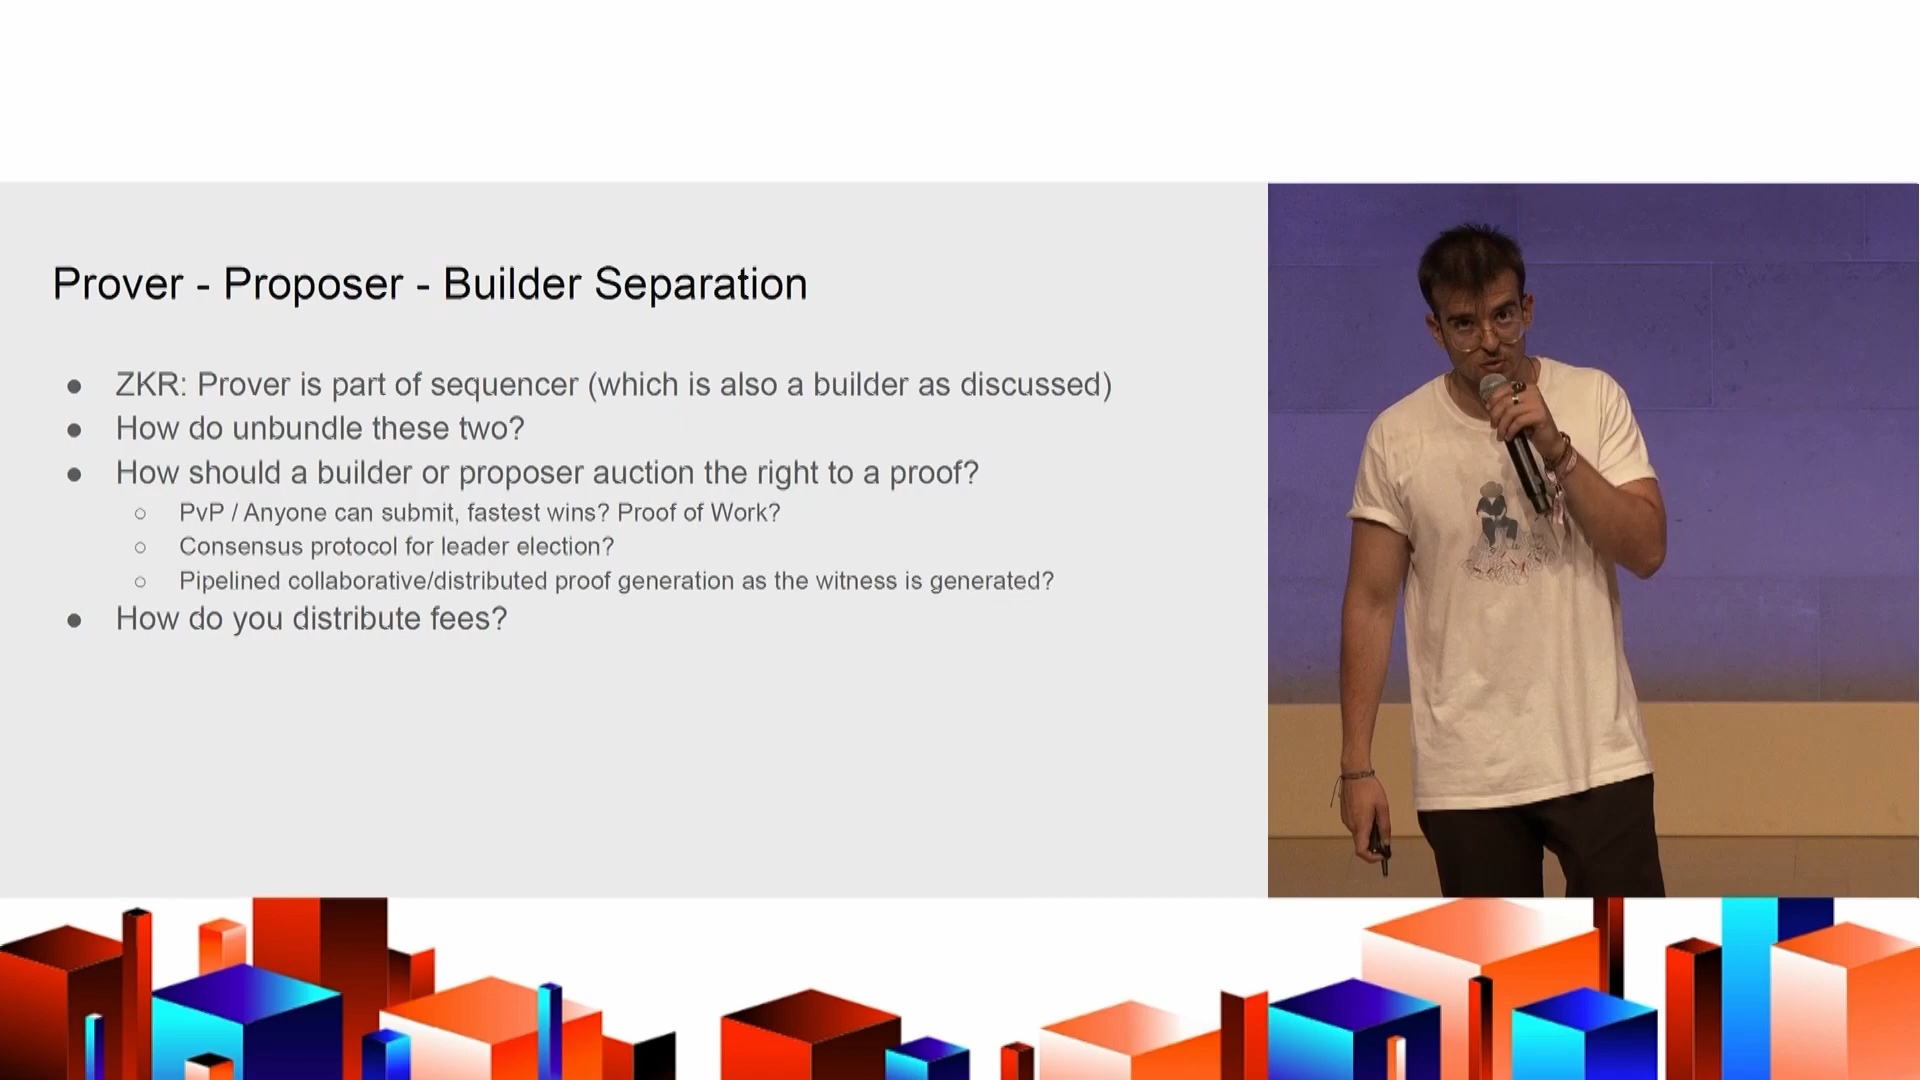 Prover - Proposer - Builder Separation
● ZKR: Prover is part of sequencer (which is also a builder as discussed)
● How do unbundle these two?
● How should a builder or proposer auction the right to a proof?
○ PvP / Anyone can submit, fastest wins? Proof of Work?
○ Consensus protocol for leader election?
○ Pipelined collaborative/distributed proof generation as the witness is generated?
● How do you distribute fees?